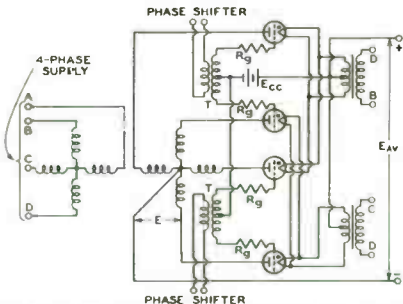 PHASE SHIFTER
4-PHASE
SUPPLY
A
B
C
D
Rg
T
Ecc
Rg
D
B
+
EAV
E
T
Rg
Rg
C
D
-
PHASE SHIFTER